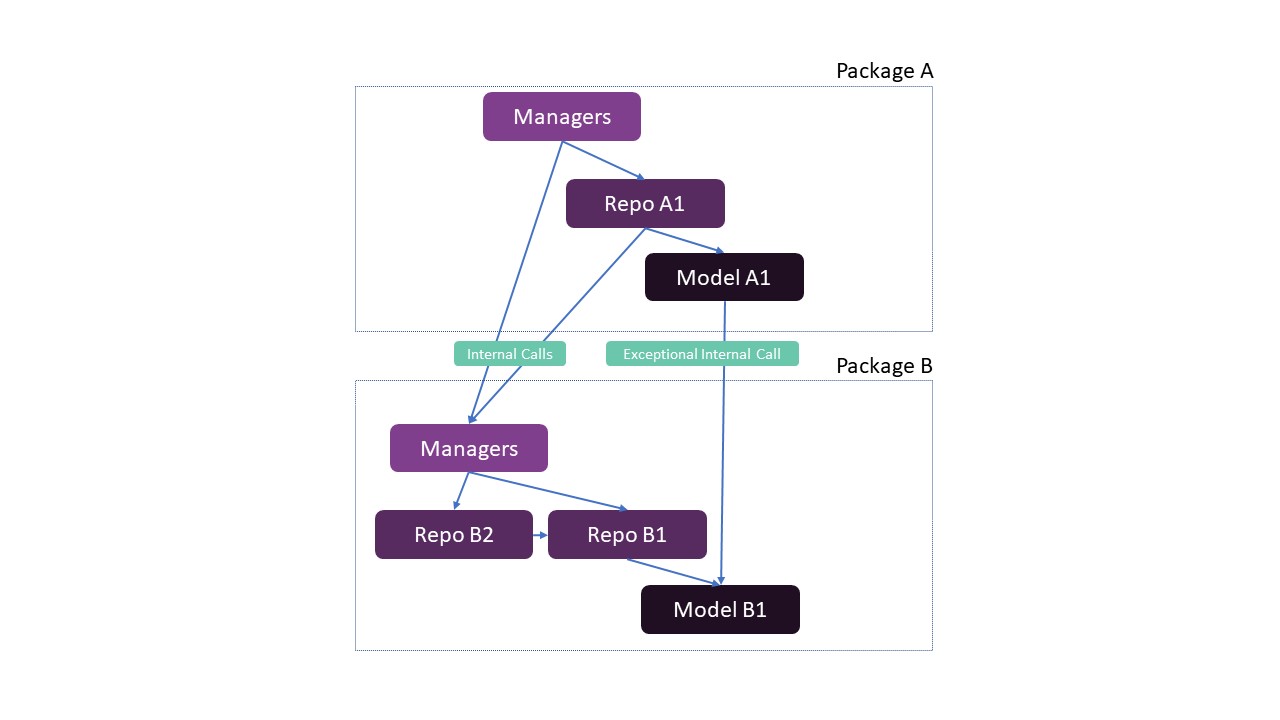 Package A
Managers
Repo A1
Model A1
Internal Calls
Exceptional Internal Call
Package B
Managers
Repo B2
Repo B1
Model B1